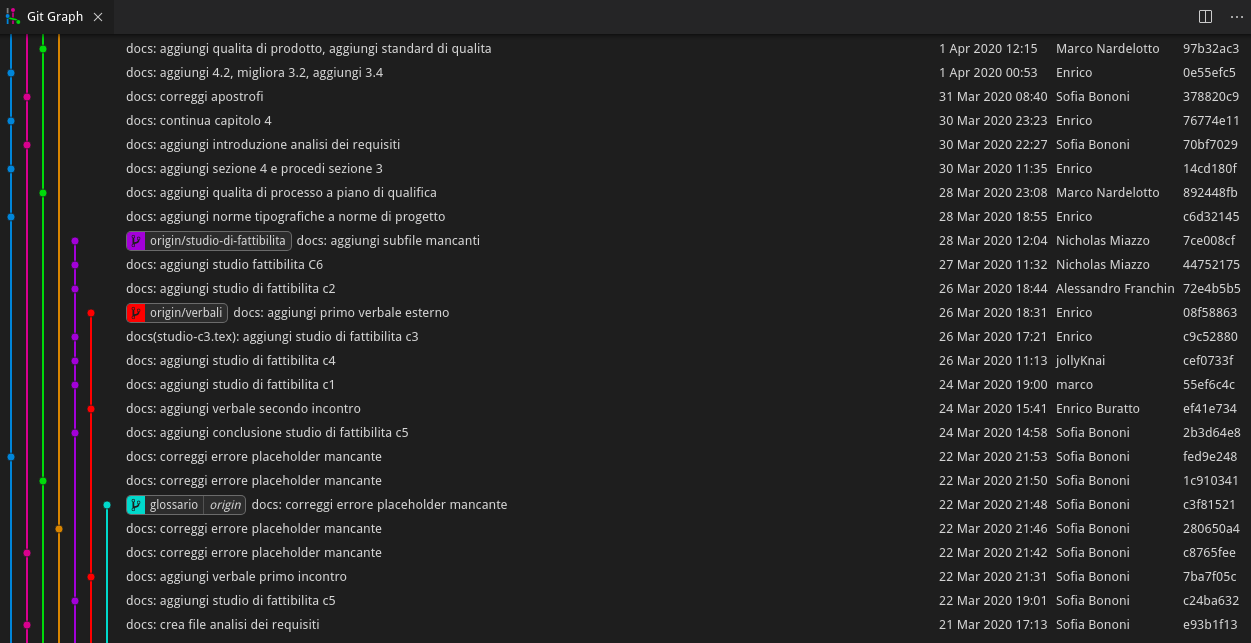 Git Graph
docs: aggiungi qualita di prodotto, aggiungi standard di qualita 1 Apr 2020 12:15 Marco Nardelotto 97b32ac3
docs: aggiungi 4.2, migliora 3.2, aggiungi 3.4 1 Apr 2020 00:53 Enrico 0e55efc5
docs: correggi apostrofi 31 Mar 2020 08:40 Sofia Bononi 378820c9
docs: continua capitolo 4 30 Mar 2020 23:23 Enrico 76774e11
docs: aggiungi introduzione analisi dei requisiti 30 Mar 2020 22:27 Sofia Bononi 70bf7029
docs: aggiungi sezione 4 e procedi sezione 3 30 Mar 2020 11:35 Enrico 14cd180f
docs: aggiungi qualita di processo a piano di qualifica 28 Mar 2020 23:08 Marco Nardelotto 892448fb
docs: aggiungi norme tipografiche a norme di progetto 28 Mar 2020 18:55 Enrico c6d32145
origin/studio-di-fattibilita docs: aggiungi subfile mancanti 28 Mar 2020 12:04 Nicholas Miazzo 7ce008cf
docs: aggiungi studio fattibilita C6 27 Mar 2020 11:32 Nicholas Miazzo 44752175
docs: aggiungi studio di fattibilita c2 26 Mar 2020 18:44 Alessandro Franchin 72e4b5b5
origin/verbali docs: aggiungi primo verbale esterno 26 Mar 2020 18:31 Enrico 08f58863
docs(studio-c3.tex): aggiungi studio di fattibilita c3 26 Mar 2020 17:21 Enrico c9c52880
docs: aggiungi studio di fattibilita c4 26 Mar 2020 11:13 jollyKnai cef0733f
docs: aggiungi studio di fattibilita c1 24 Mar 2020 19:00 marco 55ef6c4c
docs: aggiungi verbale secondo incontro 24 Mar 2020 15:41 Enrico Buratto ef41e734
docs: aggiungi conclusione studio di fattibilita c5 24 Mar 2020 14:58 Sofia Bononi 2b3d64e8
docs: correggi errore placeholder mancante 22 Mar 2020 21:53 Sofia Bononi fed9e248
docs: correggi errore placeholder mancante 22 Mar 2020 21:50 Sofia Bononi 1c910341
glossario origin docs: correggi errore placeholder mancante 22 Mar 2020 21:48 Sofia Bononi c3f81521
docs: correggi errore placeholder mancante 22 Mar 2020 21:46 Sofia Bononi 280650a4
docs: correggi errore placeholder mancante 22 Mar 2020 21:42 Sofia Bononi c8765fee
docs: aggiungi verbale primo incontro 22 Mar 2020 21:31 Sofia Bononi 7ba7f05c
docs: aggiungi studio di fattibilita c5 22 Mar 2020 19:01 Sofia Bononi c24ba632
docs: crea file analisi dei requisiti 21 Mar 2020 17:13 Sofia Bononi e93b1f13